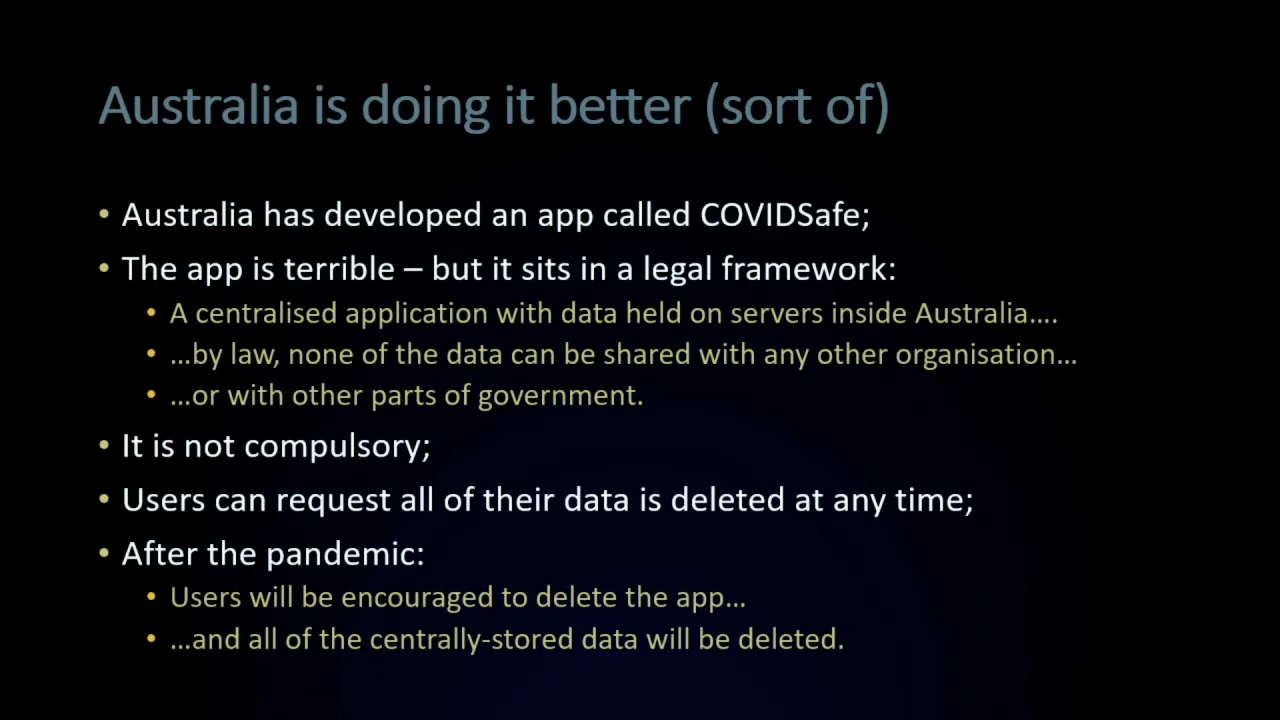 Australia is doing it better (sort of)
• Australia has developed an app called COVIDSafe;
• The app is terrible – but it sits in a legal framework:
• A centralised application with data held on servers inside Australia....
• ...by law, none of the data can be shared with any other organisation...
• ...or with other parts of government.
• It is not compulsory;
• Users can request all of their data is deleted at any time;
• After the pandemic:
• Users will be encouraged to delete the app...
• ...and all of the centrally-stored data will be deleted.